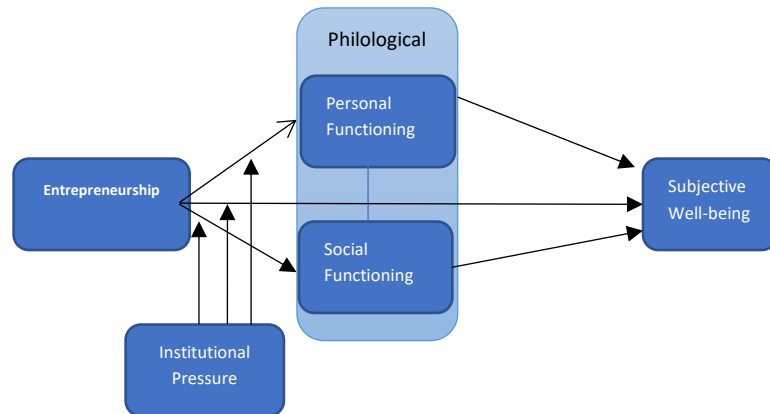 Philological
Personal
Functioning
Entrepreneurship
Subjective
Well-being
Social
Functioning
Institutional
Pressure